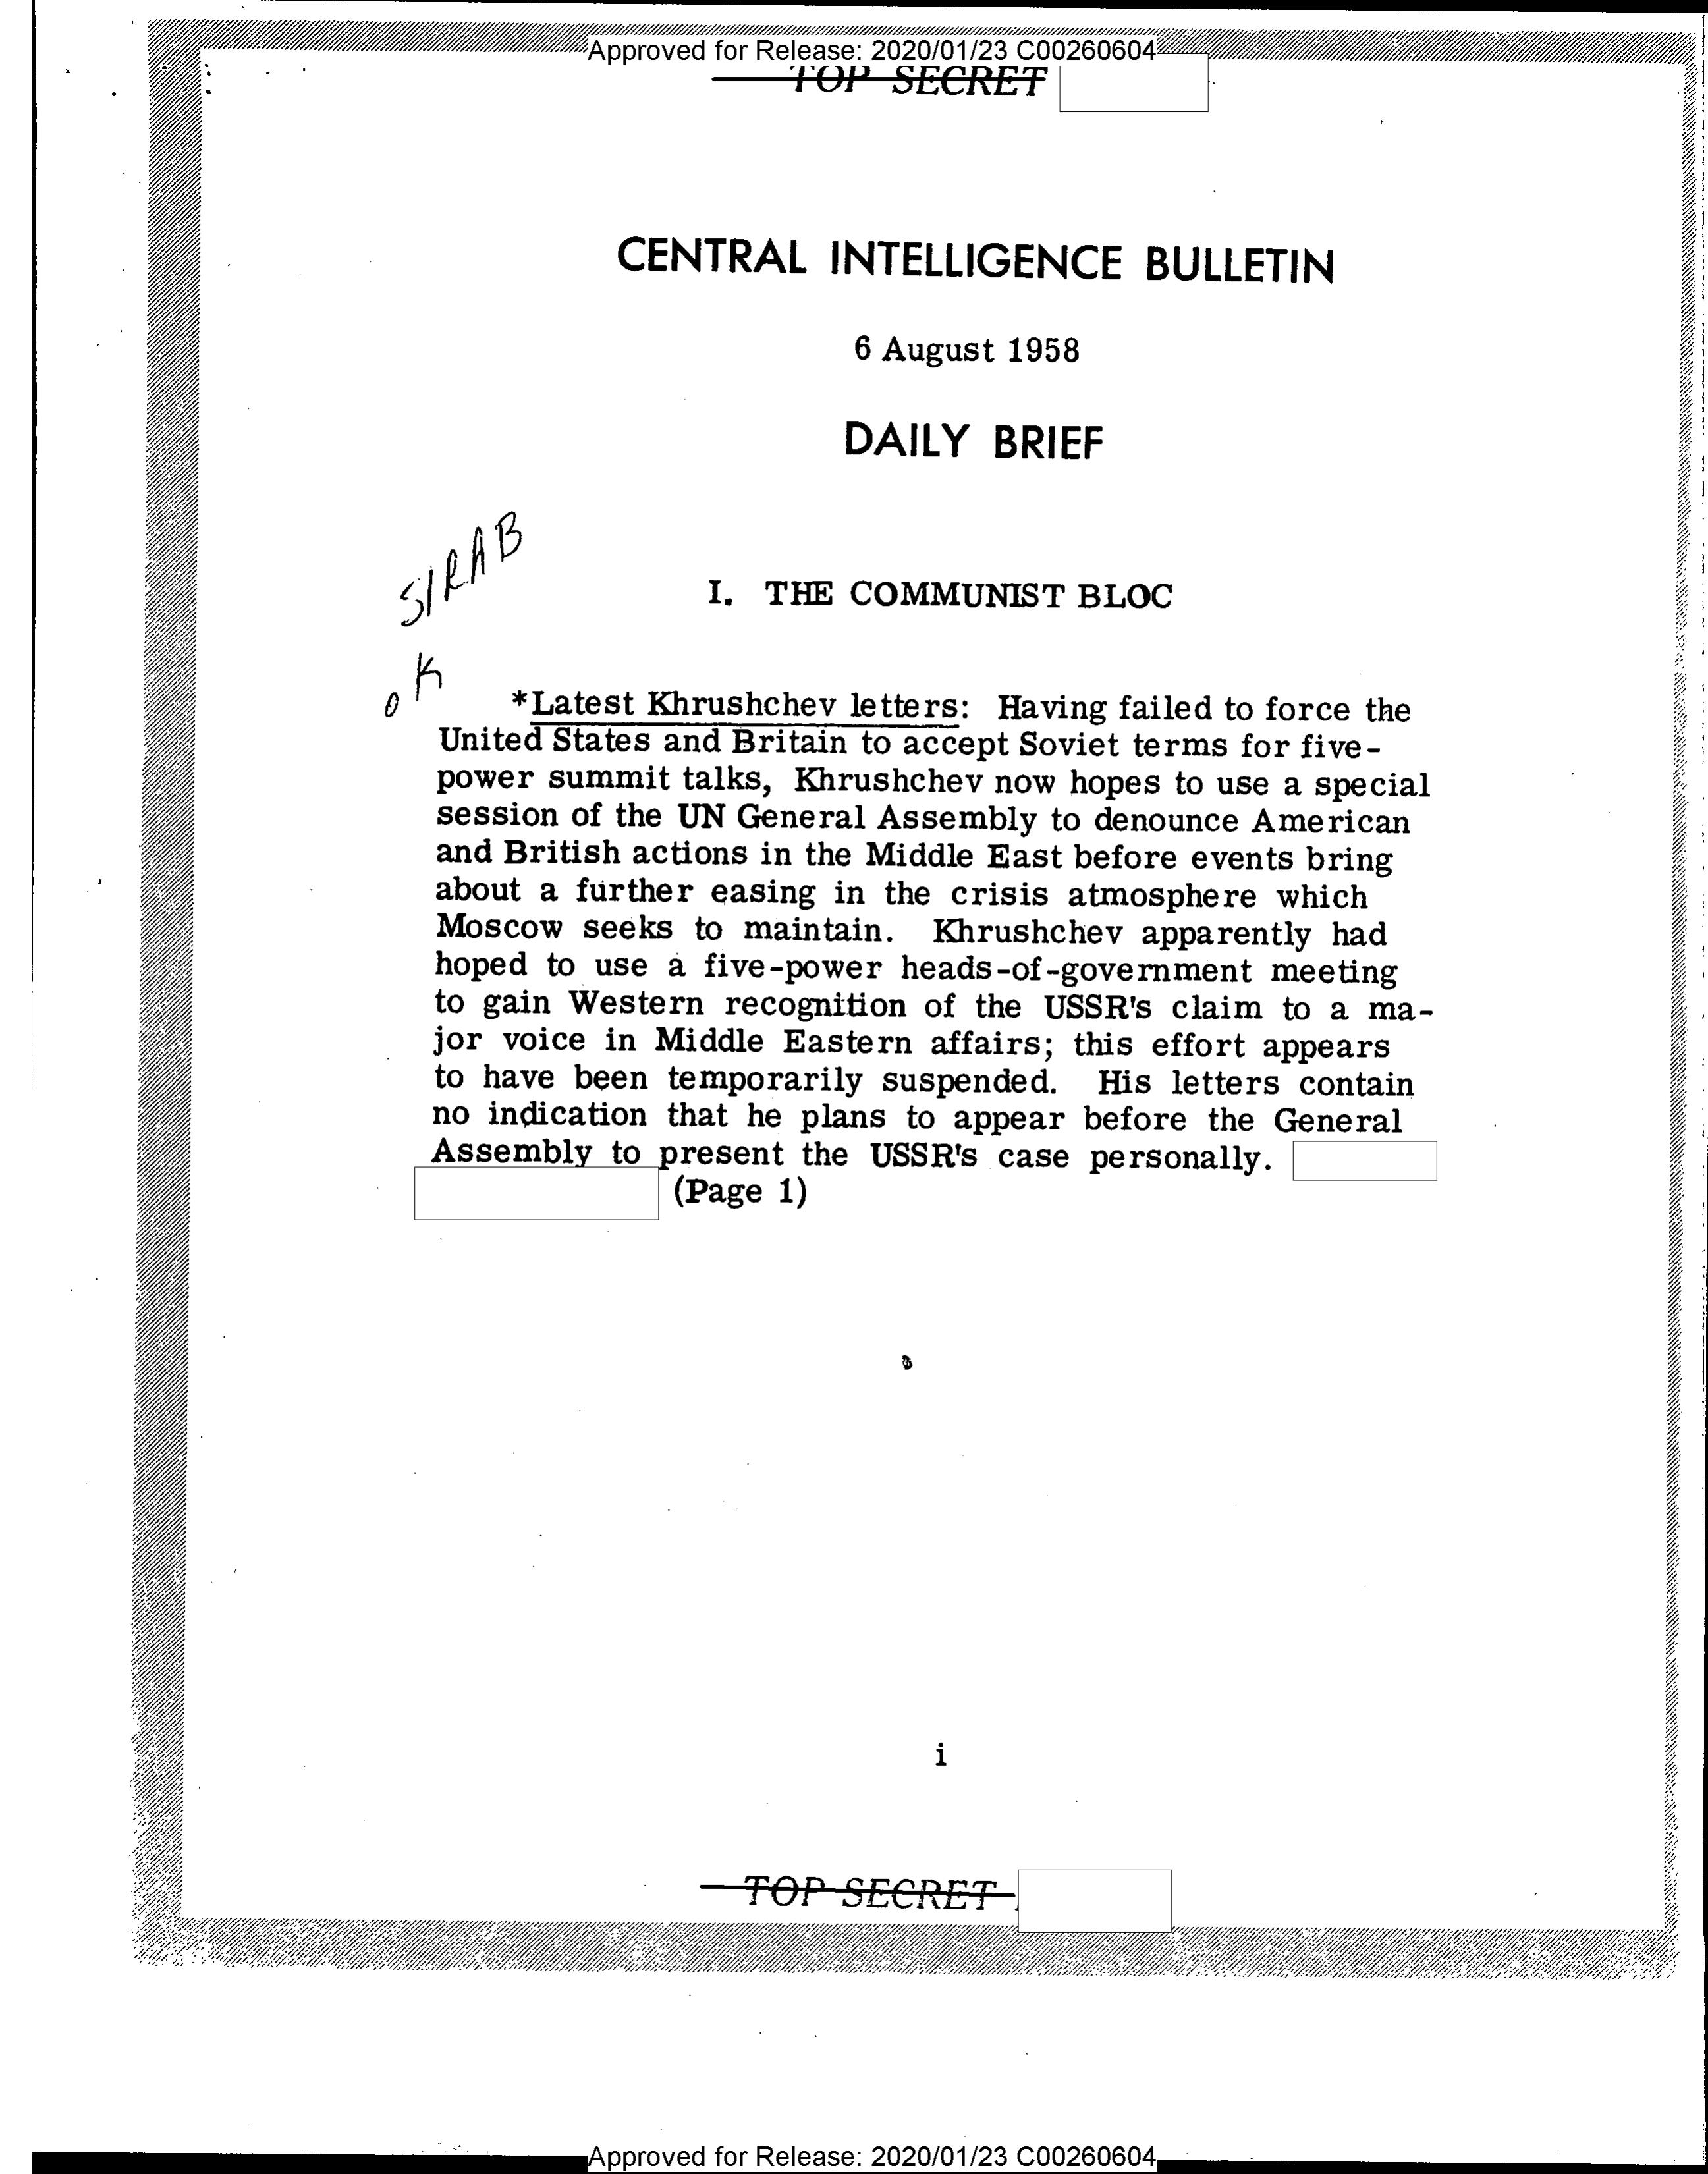 Approved for Release: 2020/01/23 C00260604
TOP SECRET
CENTRAL INTELLIGENCE BULLETIN
6 August 1958
DAILY BRIEF
SIRAB
I. THE COMMUNIST BLOC
OK
*Latest Khrushchev letters: Having failed to force the
United States and Britain to accept Soviet terms for five-
power summit talks, Khrushchev now hopes to use a special
session of the UN General Assembly to denounce American
and British actions in the Middle East before events bring
about a further easing in the crisis atmosphere which
Moscow seeks to maintain. Khrushchev apparently had
hoped to use a five-power heads-of-government meeting
to gain Western recognition of the USSR's claim to a ma-
jor voice in Middle Eastern affairs; this effort appears
to have been temporarily suspended. His letters contain
no indication that he plans to appear before the General
Assembly to present the USSR's case personally.
(Page 1)
i
TOP SECRET
Approved for Release: 2020/01/23 C00260604